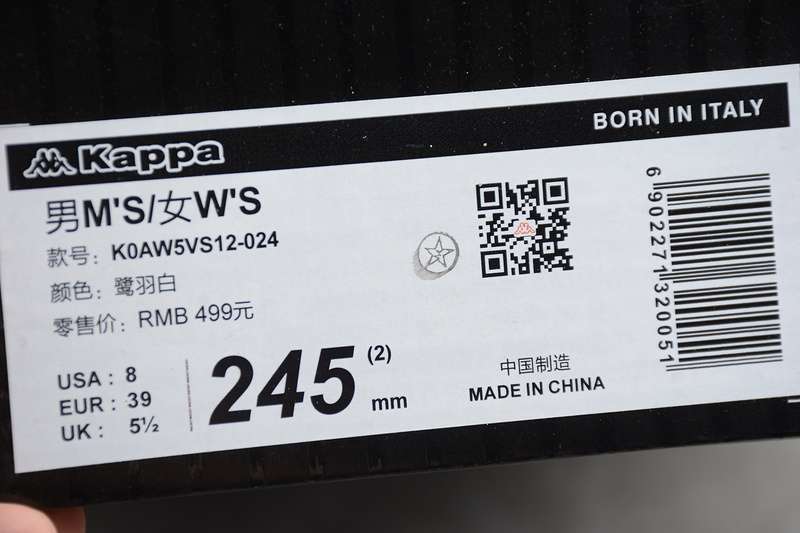 Kappa
BORN IN ITALY
男M'S/女W'S
款号: K0AW5VS12-024
颜色: 鹭羽白
零售价: RMB 499元
USA : 8
EUR : 39
UK : 5½
245 (2) mm
中国制造
MADE IN CHINA
6902271320051